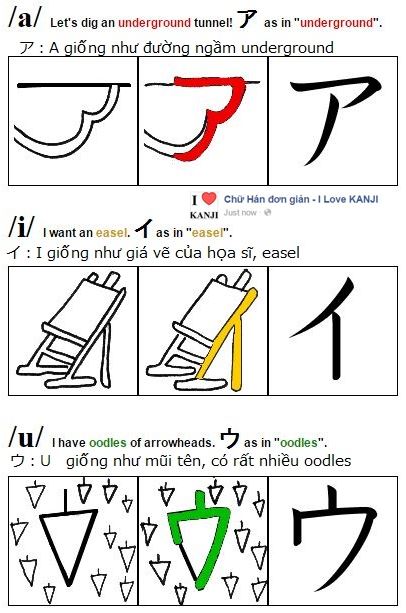 /a/ Let's dig an underground tunnel! ア as in "underground".
ア : A giống như đường ngầm underground
ア
I ❤ KANJI Chữ Hán đơn giản - I Love KANJI
Just now ·
/i/ I want an easel. イ as in "easel".
イ : I giống như giá vẽ của họa sĩ, easel
イ
/u/ I have oodles of arrowheads. ウ as in "oodles".
ウ : U giống như mũi tên, có rất nhiều oodles
ウ